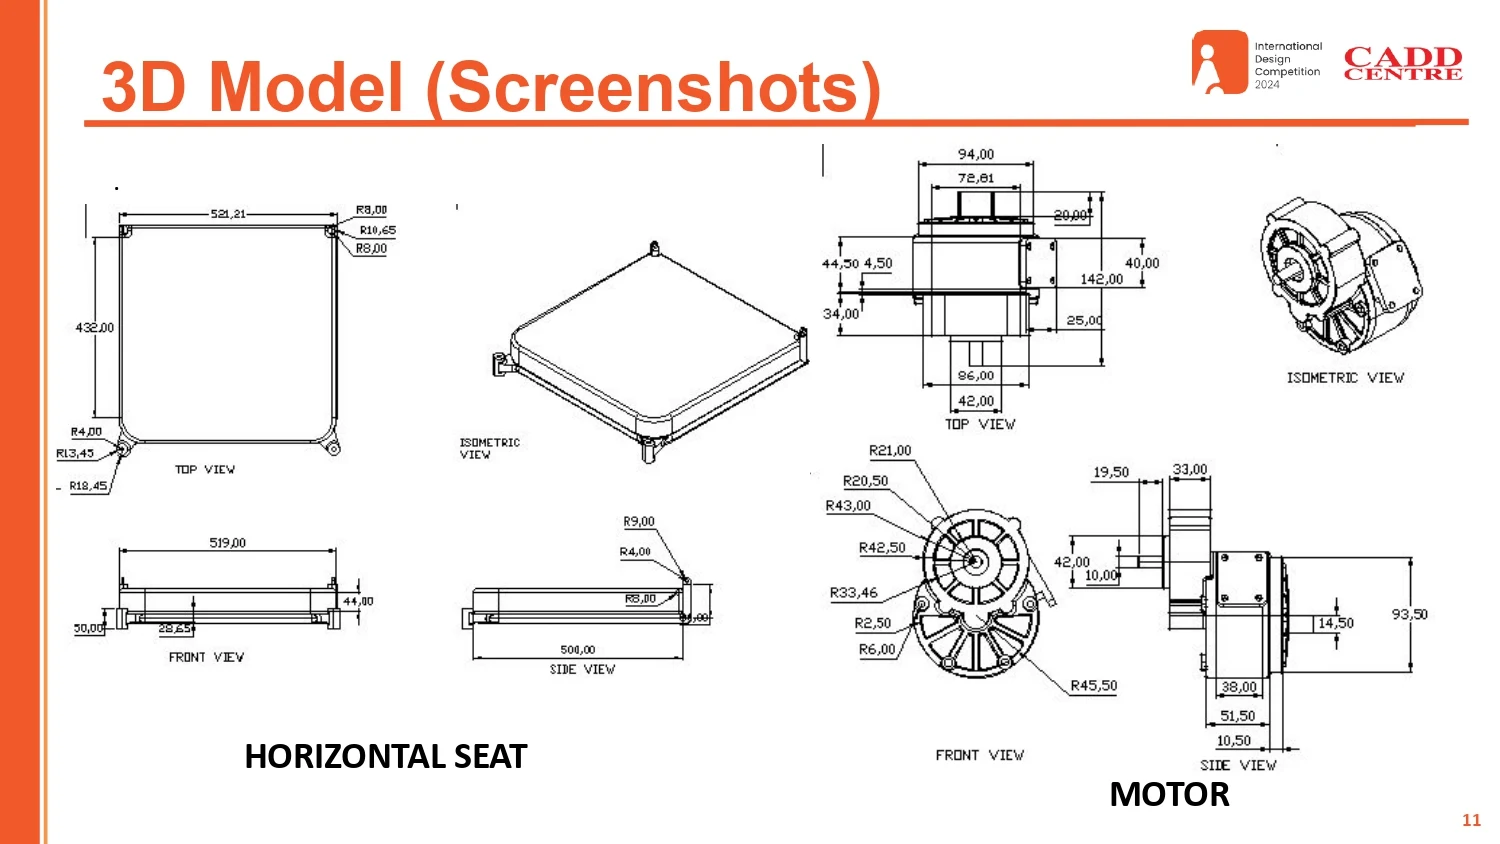 3D Model (Screenshots)
International
Design
Competition
2024
CADD
CENTRE
521,21
R8,00
R10,65
R8,00
432,00
R4,00
R13,45
R18,45
TOP VIEW
ISOMETRIC
VIEW
519,00
44,00
50,00
28,65
FRONT VIEW
R9,00
R4,00
R8,00
500,00
SIDE VIEW
HORIZONTAL SEAT
94,00
72,81
20,00
44,50 4,50
40,00
142,00
34,00
25,00
86,00
42,00
TOP VIEW
ISOMETRIC VIEW
R21,00
R20,50
R43,00
R42,50
R33,46
R2,50
R6,00
R45,50
FRONT VIEW
19,50
33,00
42,00
10,00
93,50
14,50
38,00
51,50
10,50
SIDE VIEW
MOTOR
11